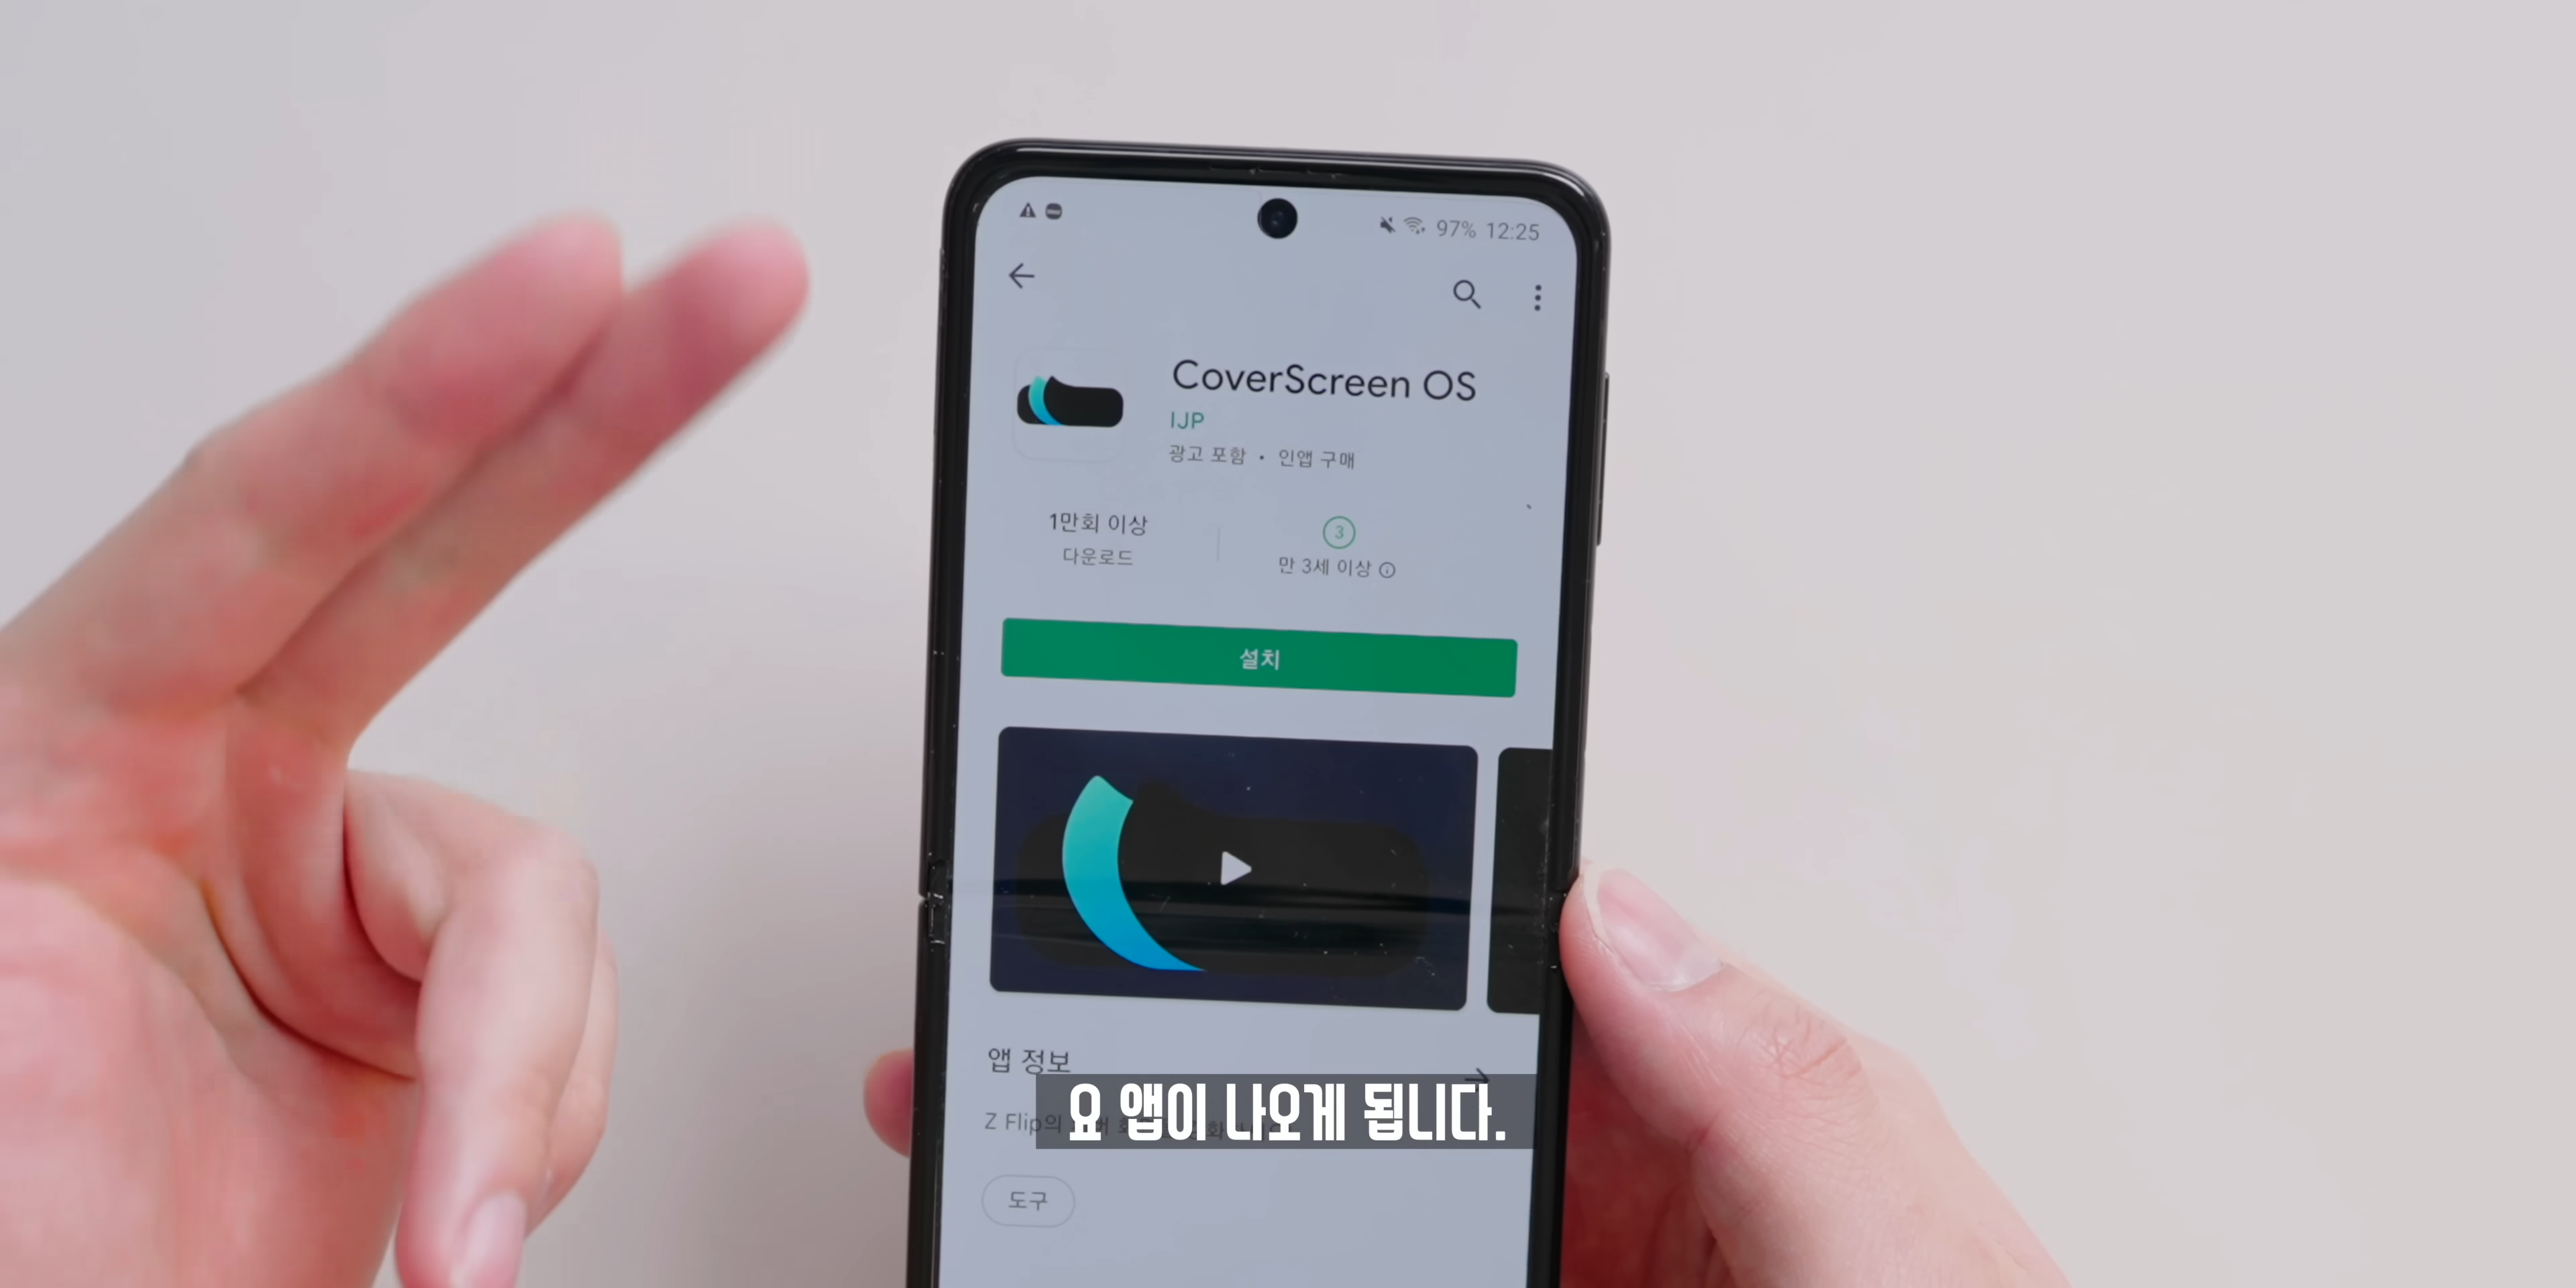 97% 12:25
CoverScreen OS
IJP
광고 포함 • 인앱 구매
1만회 이상
다운로드
3
만 3세 이상
설치
앱 정보
Z Flip의
요 앱이 나오게 됩니다.
도구